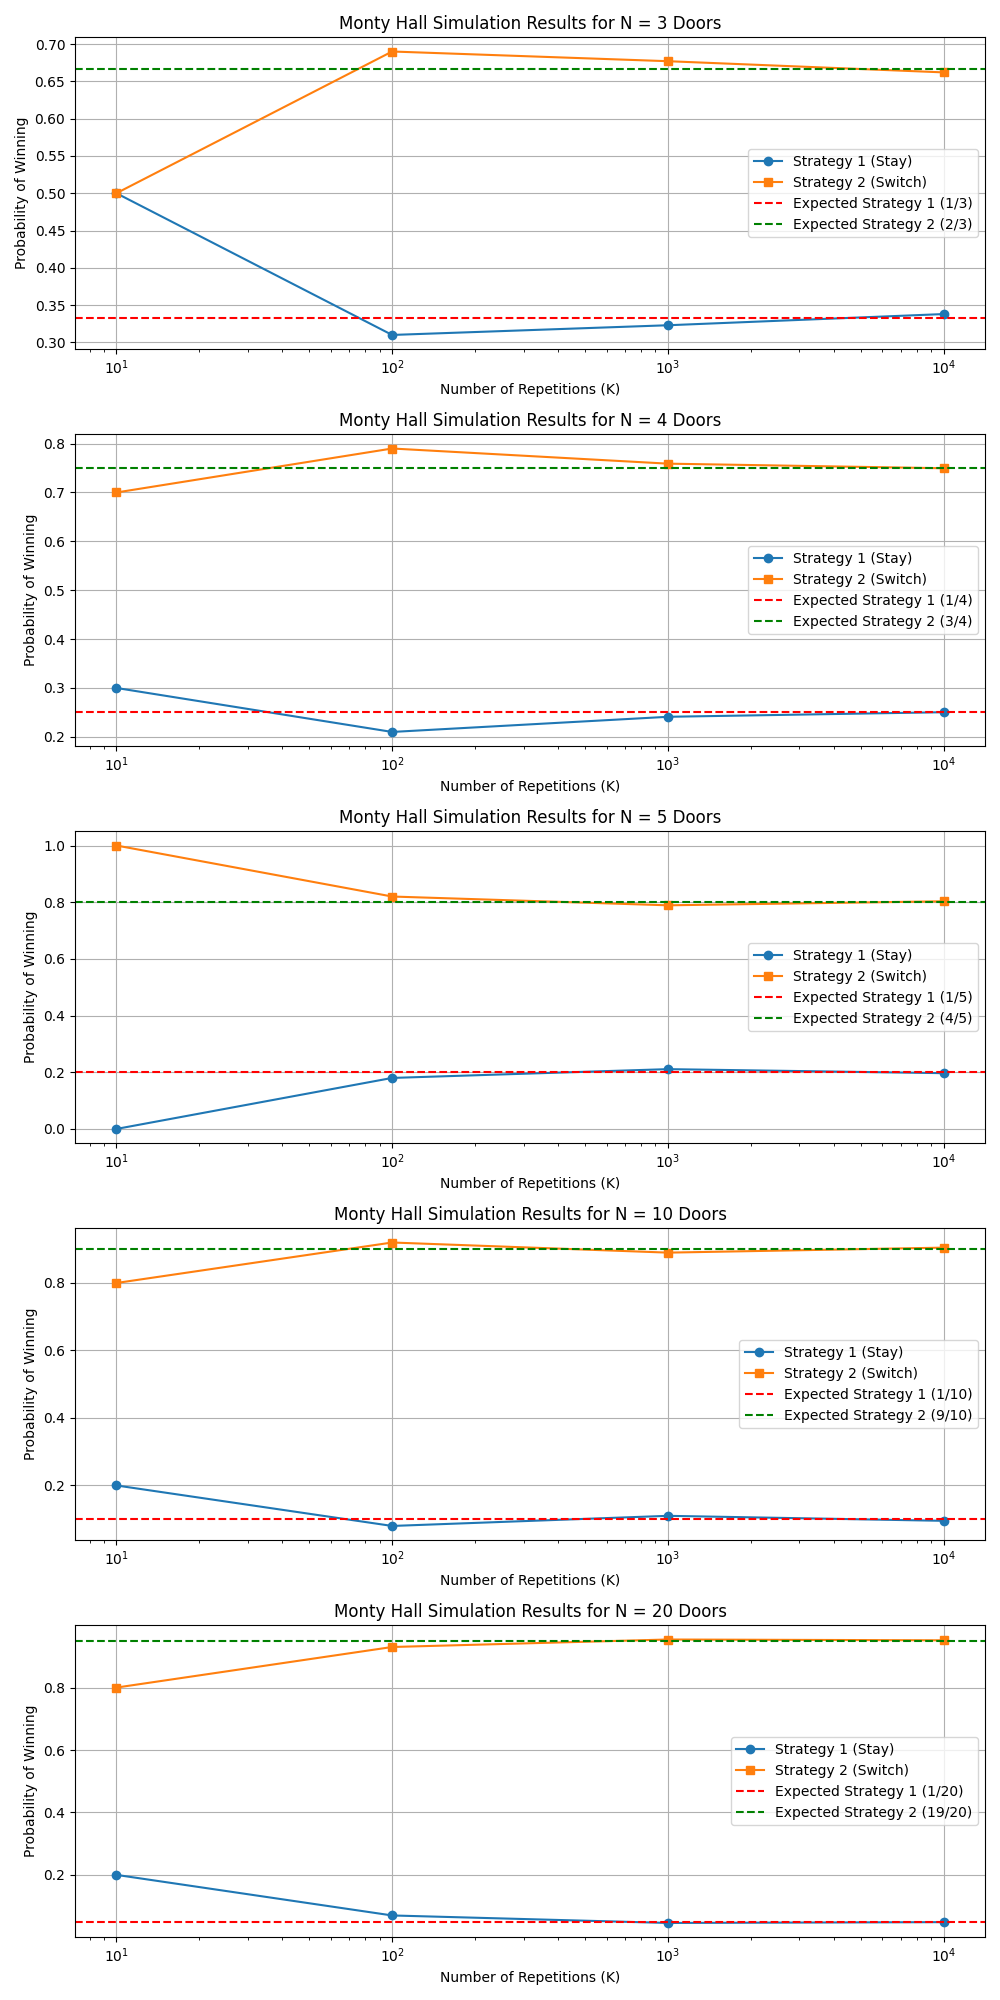 Monty Hall Simulation Results for N = 3 Doors
Probability of Winning
0.70
0.65
0.60
0.55
0.50
0.45
0.40
0.35
0.30
Strategy 1 (Stay)
Strategy 2 (Switch)
Expected Strategy 1 (1/3)
Expected Strategy 2 (2/3)
10¹ 10² 10³ 10⁴
Number of Repetitions (K)
Monty Hall Simulation Results for N = 4 Doors
Probability of Winning
0.8
0.7
0.6
0.5
0.4
0.3
0.2
Strategy 1 (Stay)
Strategy 2 (Switch)
Expected Strategy 1 (1/4)
Expected Strategy 2 (3/4)
10¹ 10² 10³ 10⁴
Number of Repetitions (K)
Monty Hall Simulation Results for N = 5 Doors
Probability of Winning
1.0
0.8
0.6
0.4
0.2
0.0
Strategy 1 (Stay)
Strategy 2 (Switch)
Expected Strategy 1 (1/5)
Expected Strategy 2 (4/5)
10¹ 10² 10³ 10⁴
Number of Repetitions (K)
Monty Hall Simulation Results for N = 10 Doors
Probability of Winning
0.8
0.6
0.4
0.2
Strategy 1 (Stay)
Strategy 2 (Switch)
Expected Strategy 1 (1/10)
Expected Strategy 2 (9/10)
10¹ 10² 10³ 10⁴
Number of Repetitions (K)
Monty Hall Simulation Results for N = 20 Doors
Probability of Winning
0.8
0.6
0.4
0.2
Strategy 1 (Stay)
Strategy 2 (Switch)
Expected Strategy 1 (1/20)
Expected Strategy 2 (19/20)
10¹ 10² 10³ 10⁴
Number of Repetitions (K)